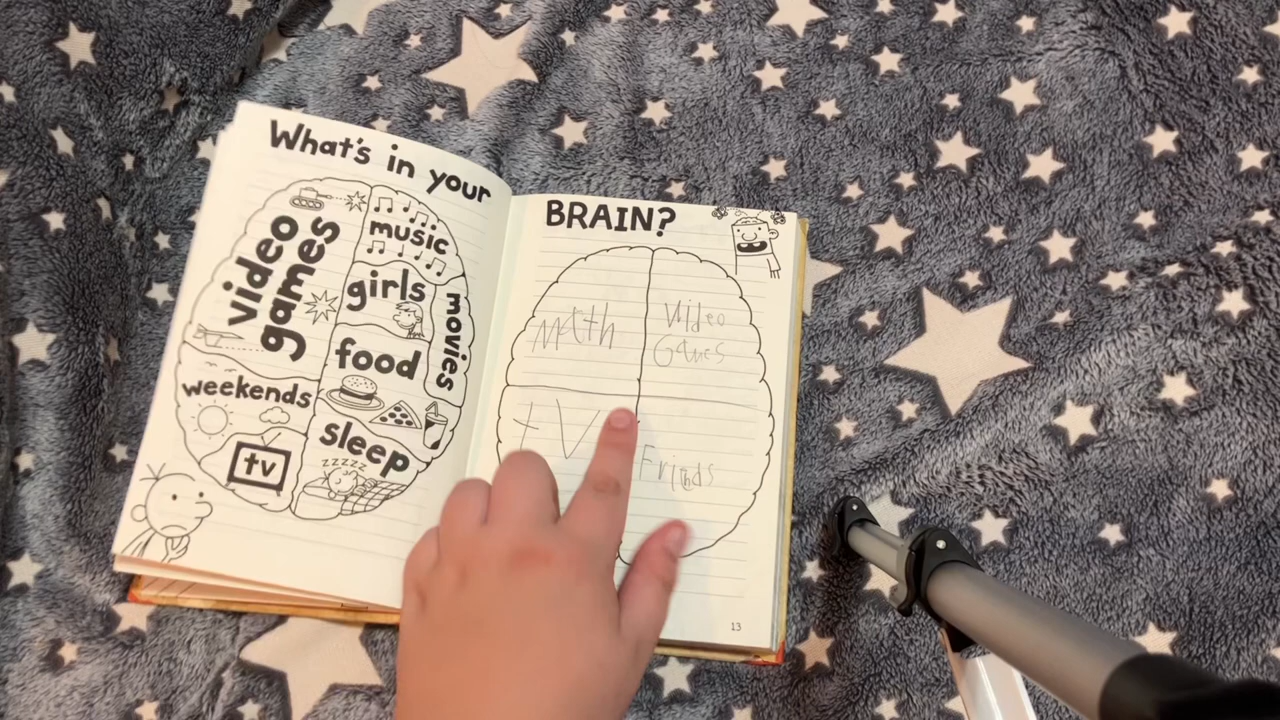 What's in your
video
games
music
girls
movies
food
weekends
sleep
zzzzz
tv
BRAIN?
Math
Video
Games
TV
Friends
13